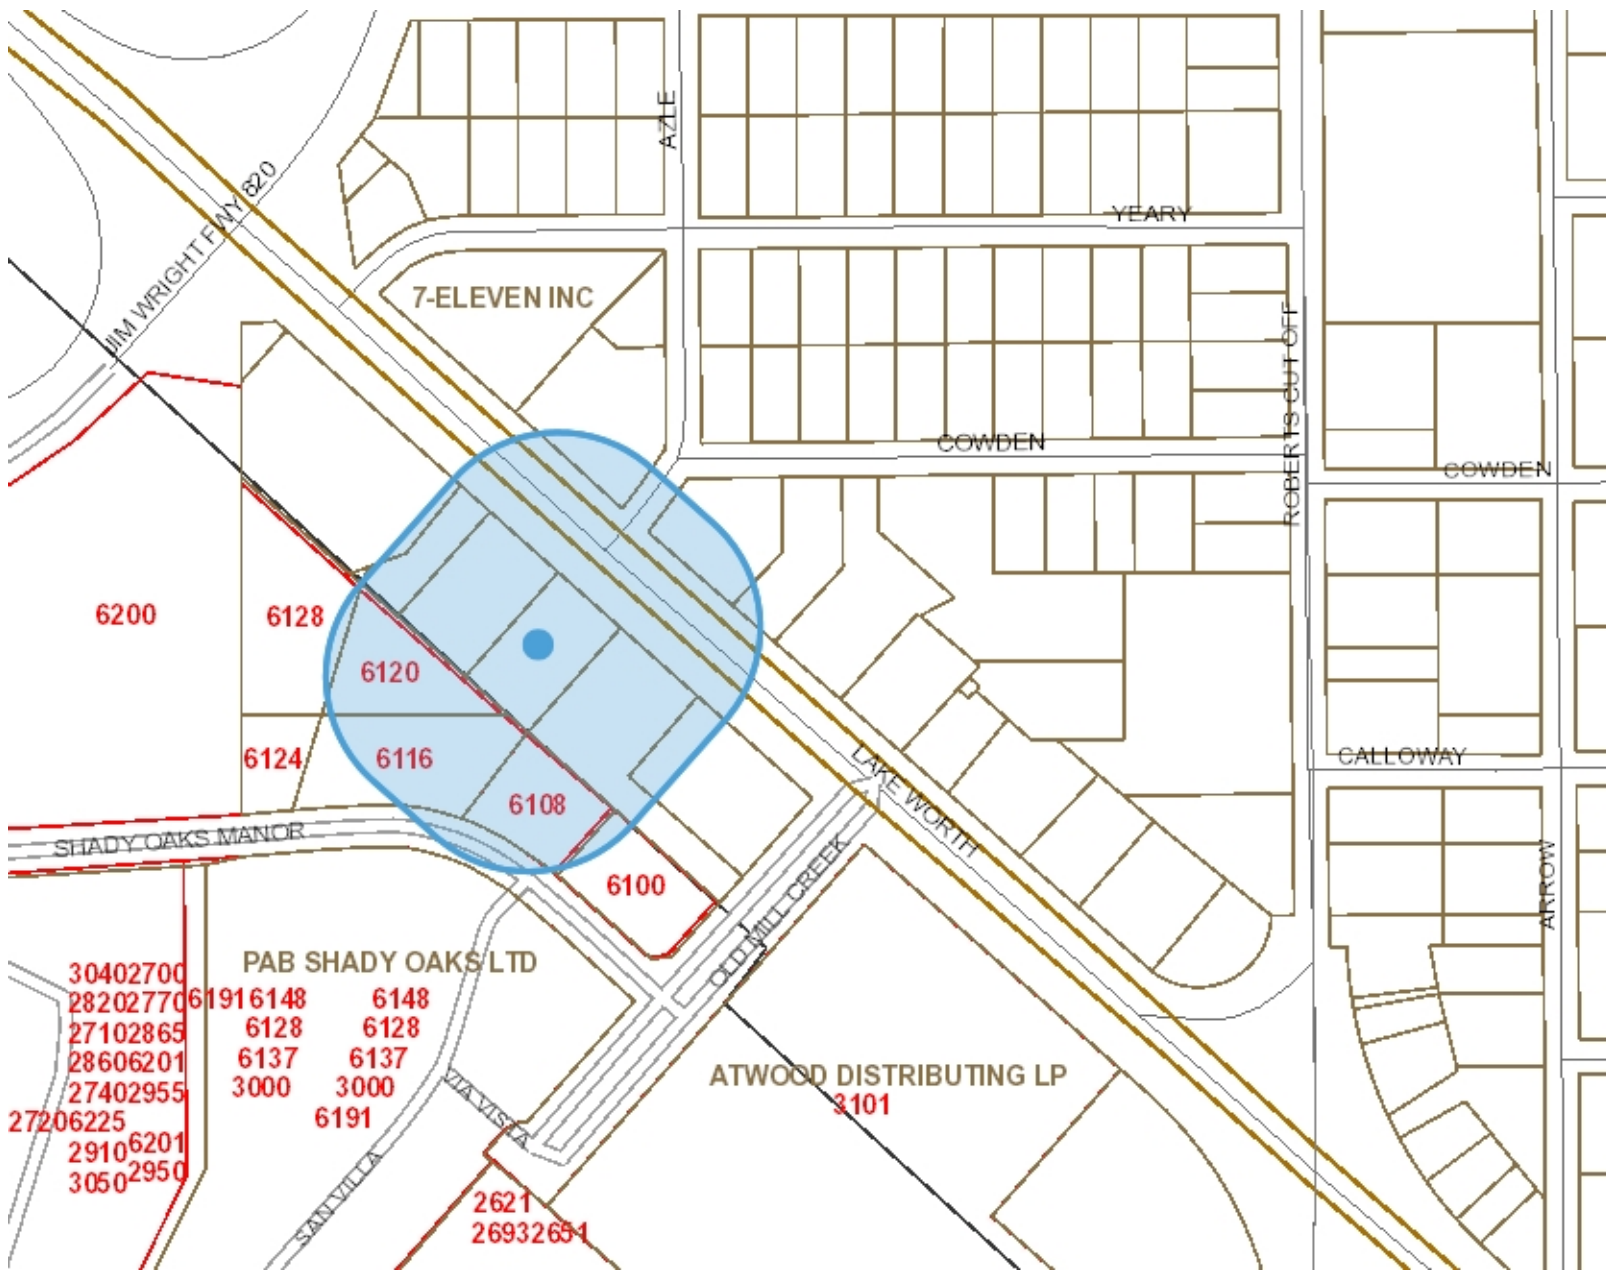 AZLE
JIM WRIGHT FWY 820
YEARY
7-ELEVEN INC
ROBERTS CUT OFF
COWDEN
COWDEN
6200
6128
6120
6124
6116
6108
CALLOWAY
LAKE WORTH
SHADY OAKS MANOR
6100
OLD MILL CREEK
ARROW
PAB SHADY OAKS LTD
30402700
28202770 6191 6148 6148
27102865 6128 6128
28606201 6137 6137
27402955 3000 3000
27206225 6191
2910 6201
3050 2950
ATWOOD DISTRIBUTING LP
3101
VIA VISTA
SAN VILLA
2621
26932651